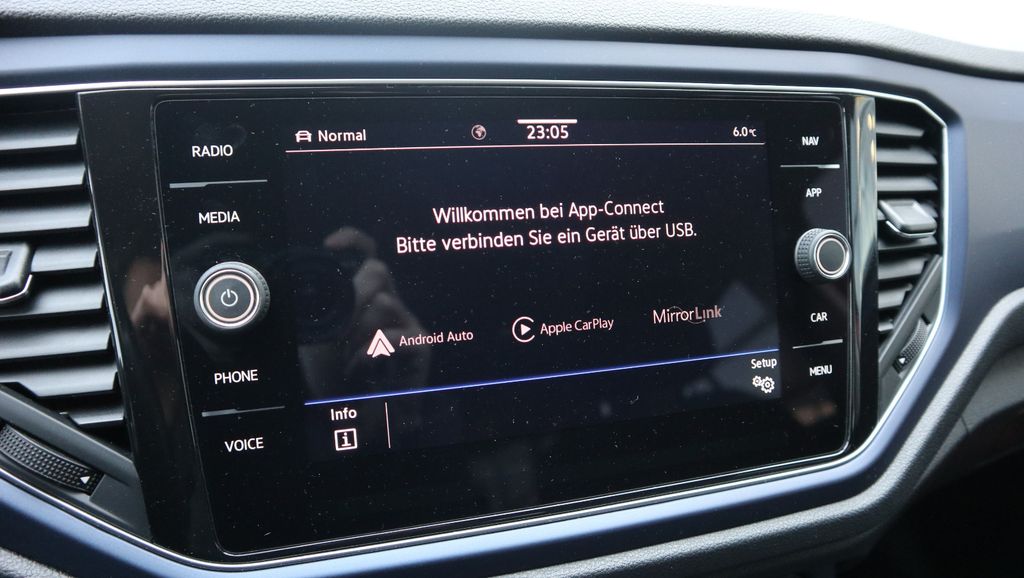 RADIO
MEDIA
PHONE
VOICE
Normal
23:05
6.0°C
Willkommen bei App-Connect
Bitte verbinden Sie ein Gerät über USB.
Android Auto
Apple CarPlay
MirrorLink
Setup
Info
NAV
APP
CAR
MENU